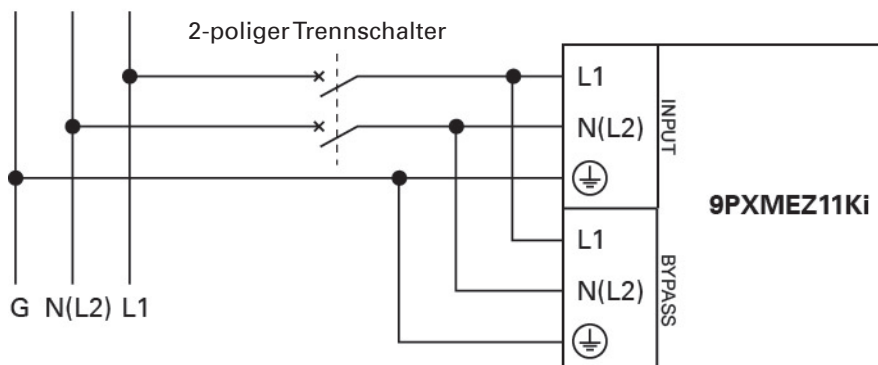 2-poliger Trennschalter
L1
N(L2)
INPUT
9PXMEZ11Ki
L1
N(L2)
BYPASS
G N(L2) L1